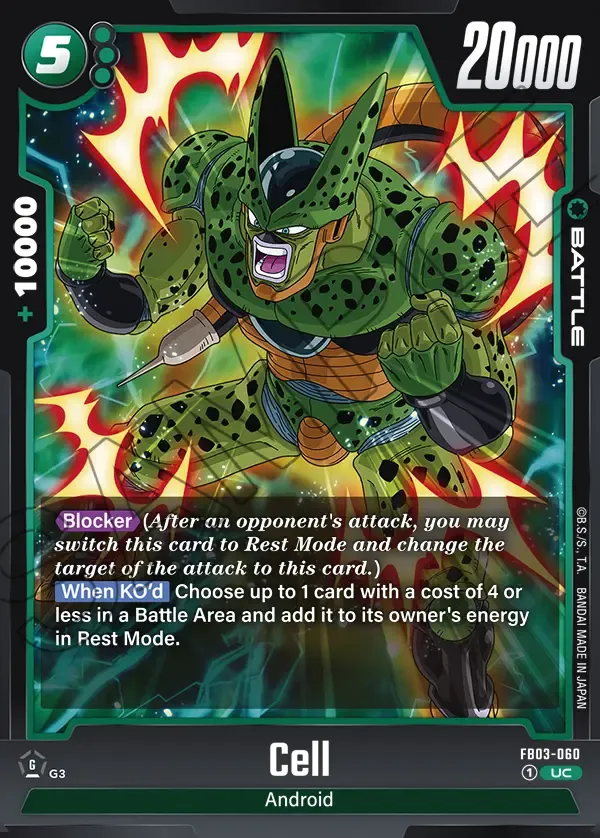 5
20000
+ 10000
BATTLE
SAMPLE
Blocker (After an opponent's attack, you may
switch this card to Rest Mode and change the
target of the attack to this card.)
When KO'd Choose up to 1 card with a cost of 4 or
less in a Battle Area and add it to its owner's energy
in Rest Mode.
©B.S./S., T.A. BANDAI MADE IN JAPAN
G G3
Cell
FB03-060
1 UC
Android